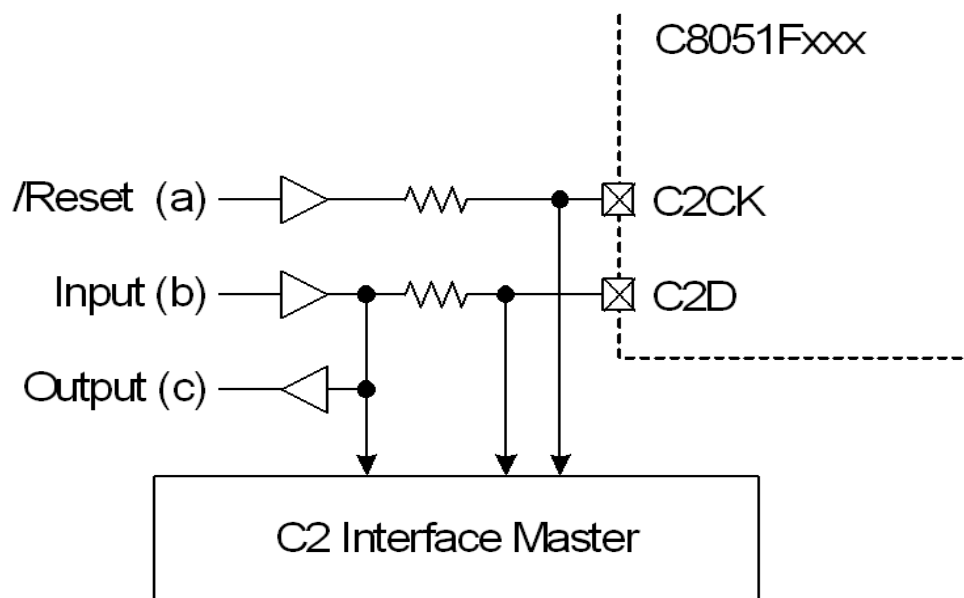 C8051Fxxx
/Reset (a)
C2CK
Input (b)
C2D
Output (c)
C2 Interface Master